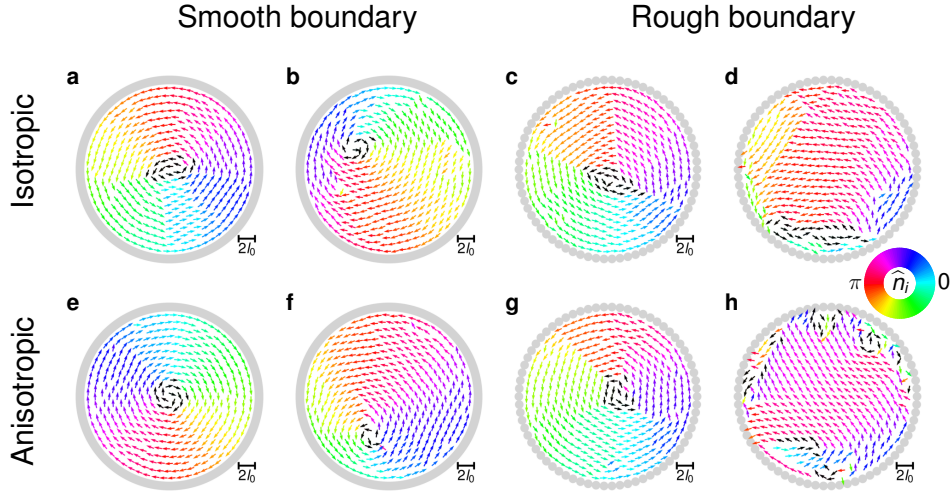 Smooth boundary Rough boundary
Isotropic
a b c d
2l₀ 2l₀ 2l₀ 2l₀
π n̂ᵢ 0
Anisotropic
e f g h
2l₀ 2l₀ 2l₀ 2l₀